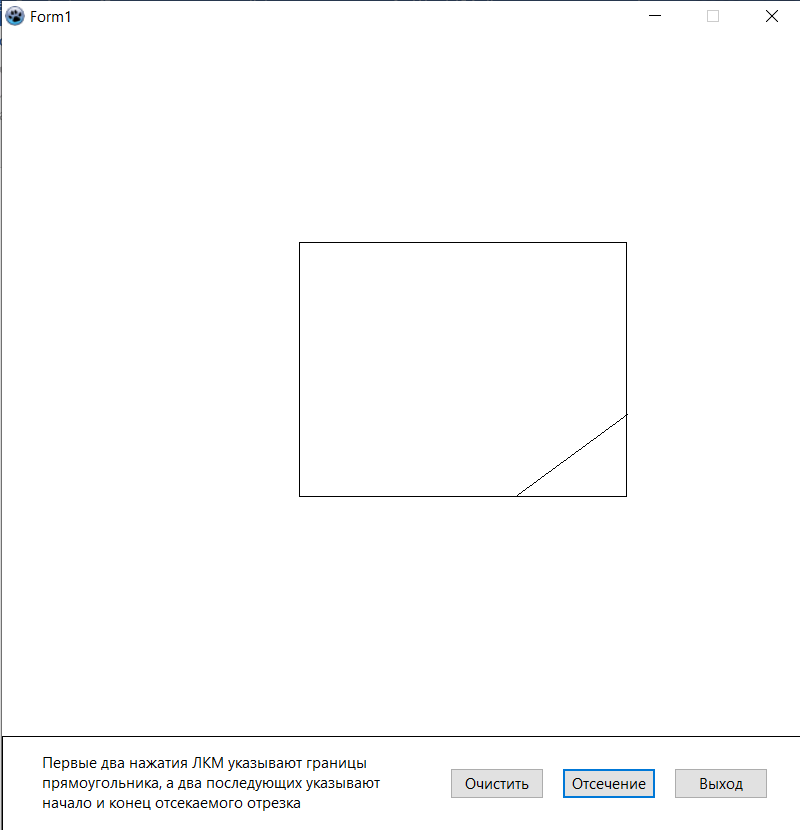 Form1
Первые два нажатия ЛКМ указывают границы
прямоугольника, а два последующих указывают
начало и конец отсекаемого отрезка
Очистить
Отсечение
Выход